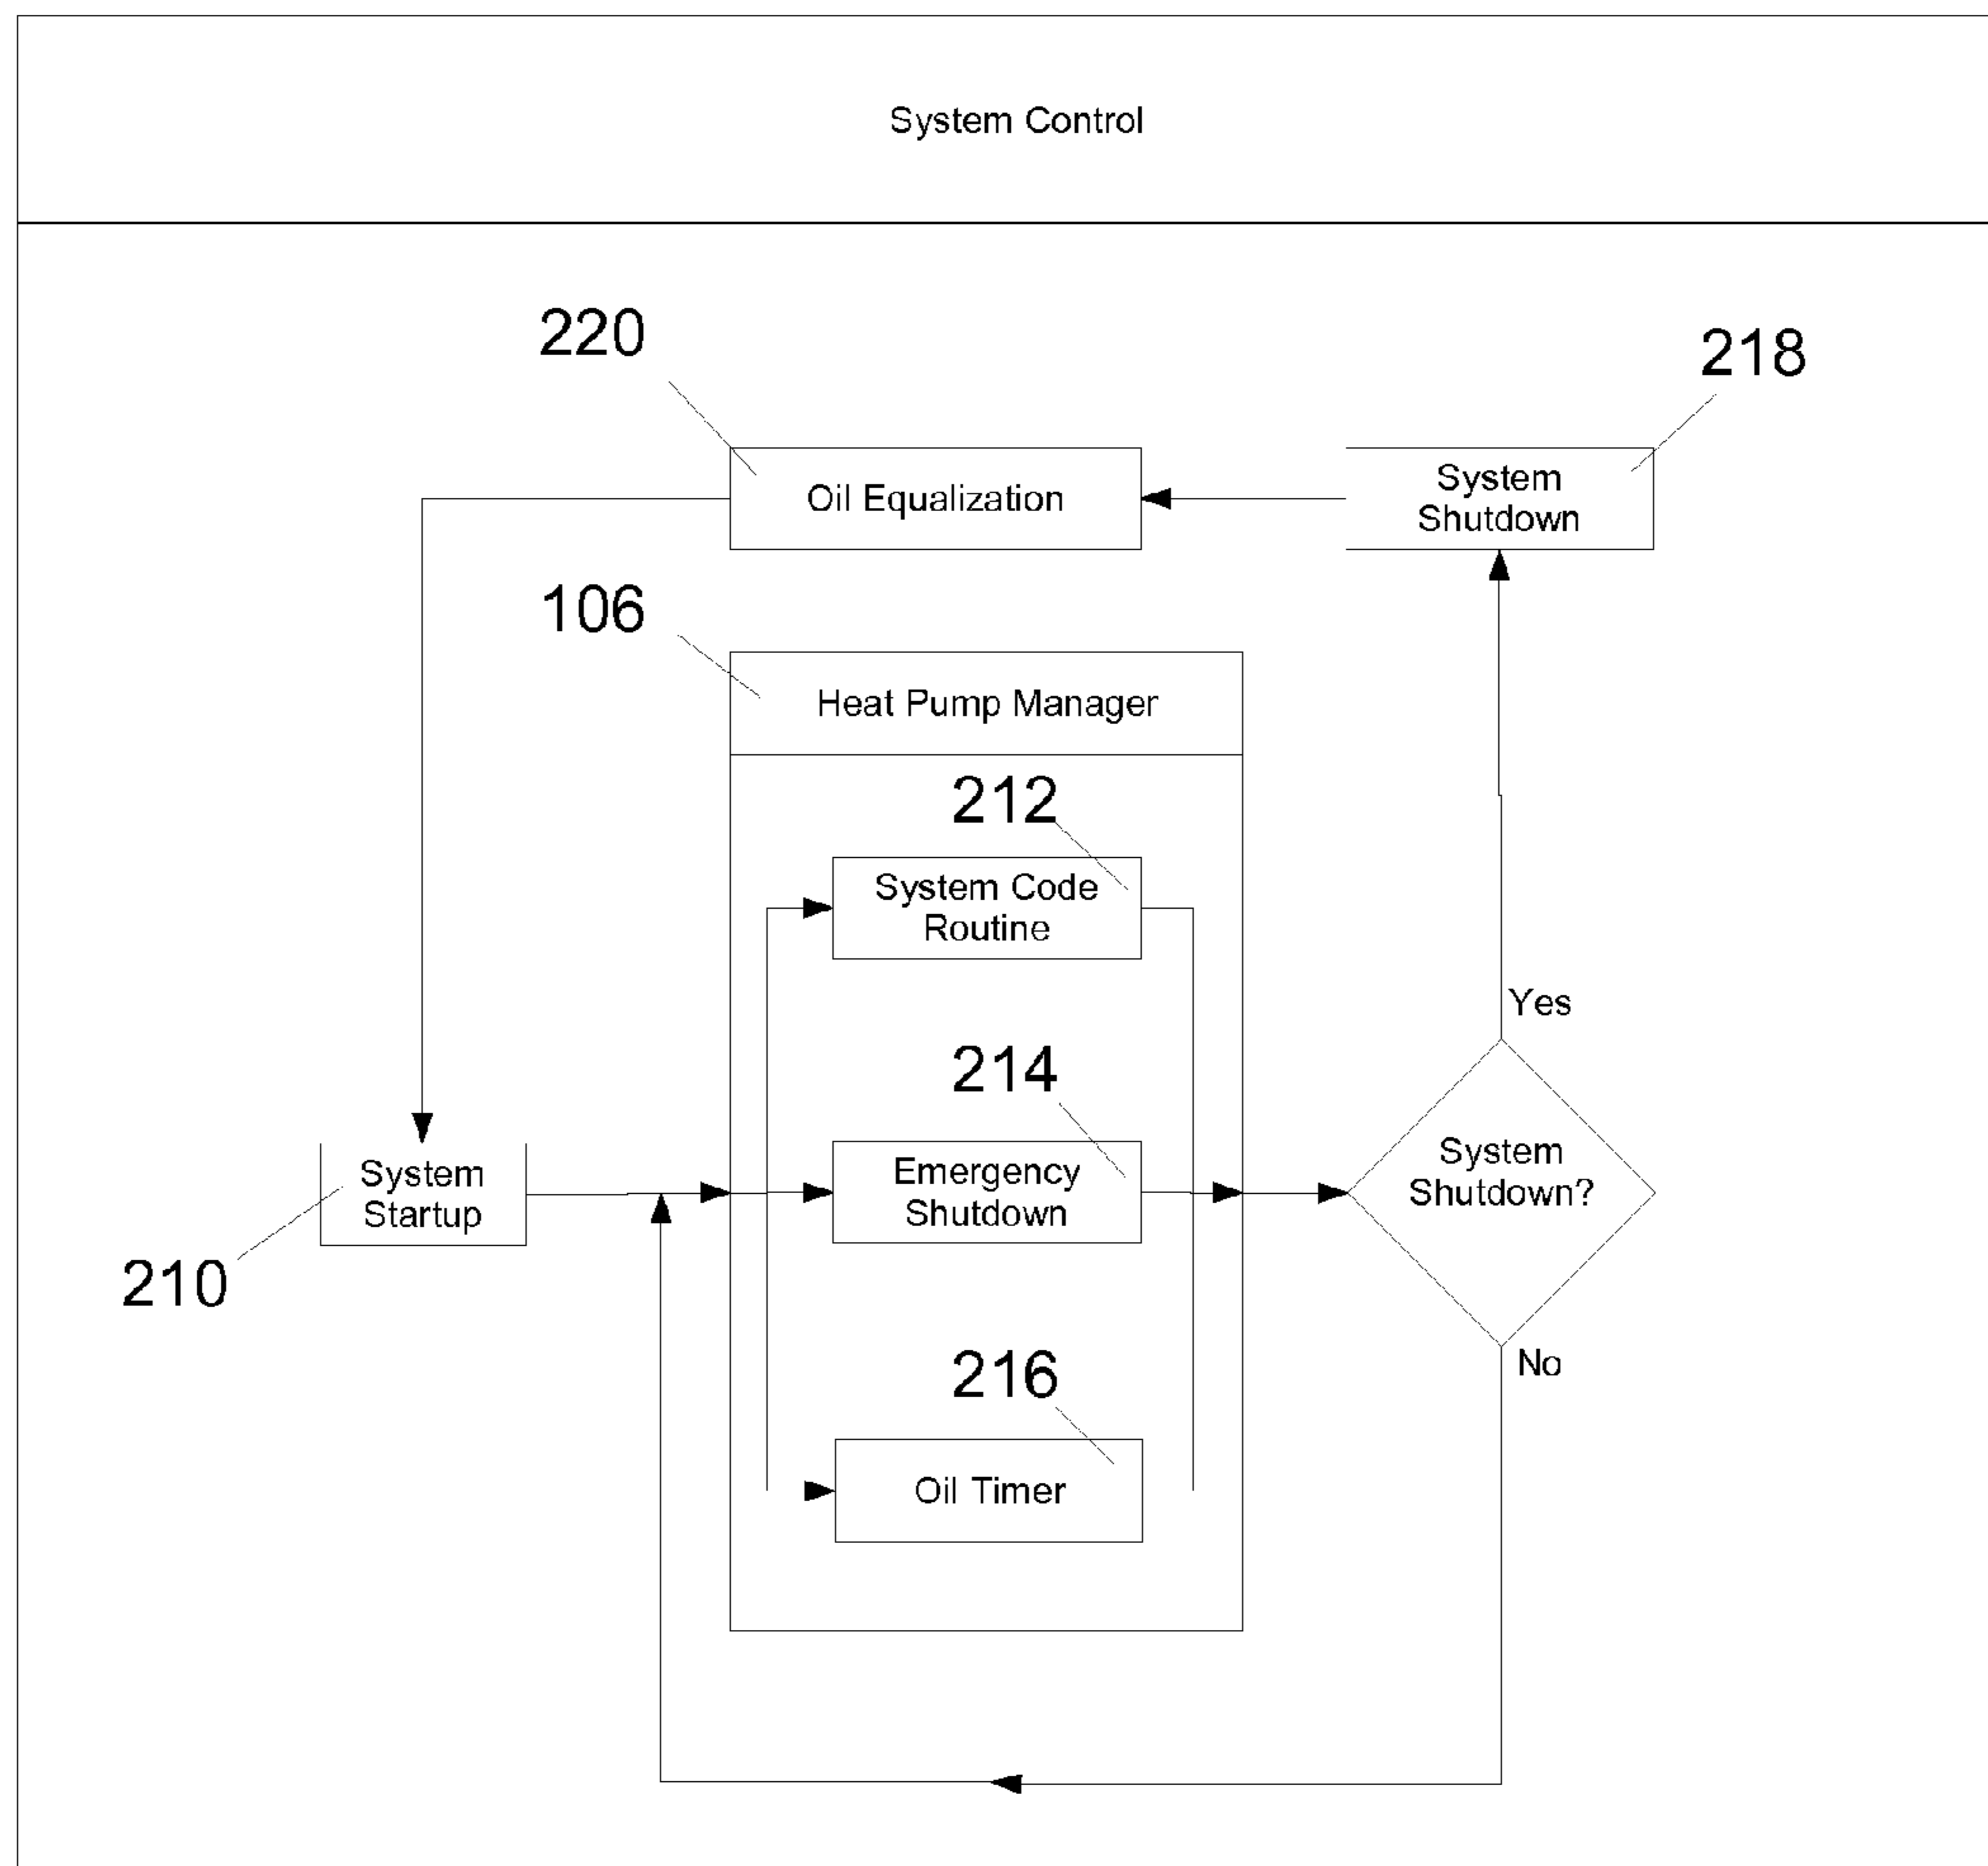 System Control
220
218
Oil Equalization
System
Shutdown
106
Heat Pump Manager
212
System Code
Routine
Yes
214
Emergency
Shutdown
System
Shutdown?
System
Startup
210
216
No
Oil Timer